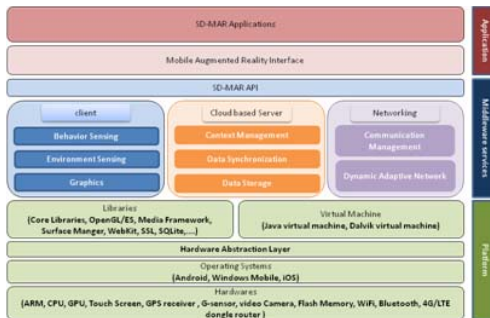 SD-MAR Applications
Mobile Augmented Reality Interface
Application
SD-MAR API
client
Behavior Sensing
Environment Sensing
Graphics
Cloud based Server
Context Management
Data Synchronization
Data Storage
Networking
Communication
Management
Dynamic Adaptive Network
Middleware services
Libraries
(Core Libraries, OpenGL/ES, Media Framework,
Surface Manger, WebKit, SSL, SQLite,....)
Virtual Machine
(Java virtual machine, Dalvik virtual machine)
Hardware Abstraction Layer
Operating Systems
(Android, Windows Mobile, iOS)
Hardwares
(ARM, CPU, GPU, Touch Screen, GPS receiver , G-sensor, video Camera, Flash Memory, WiFi, Bluetooth, 4G/LTE
dongle router )
Platform